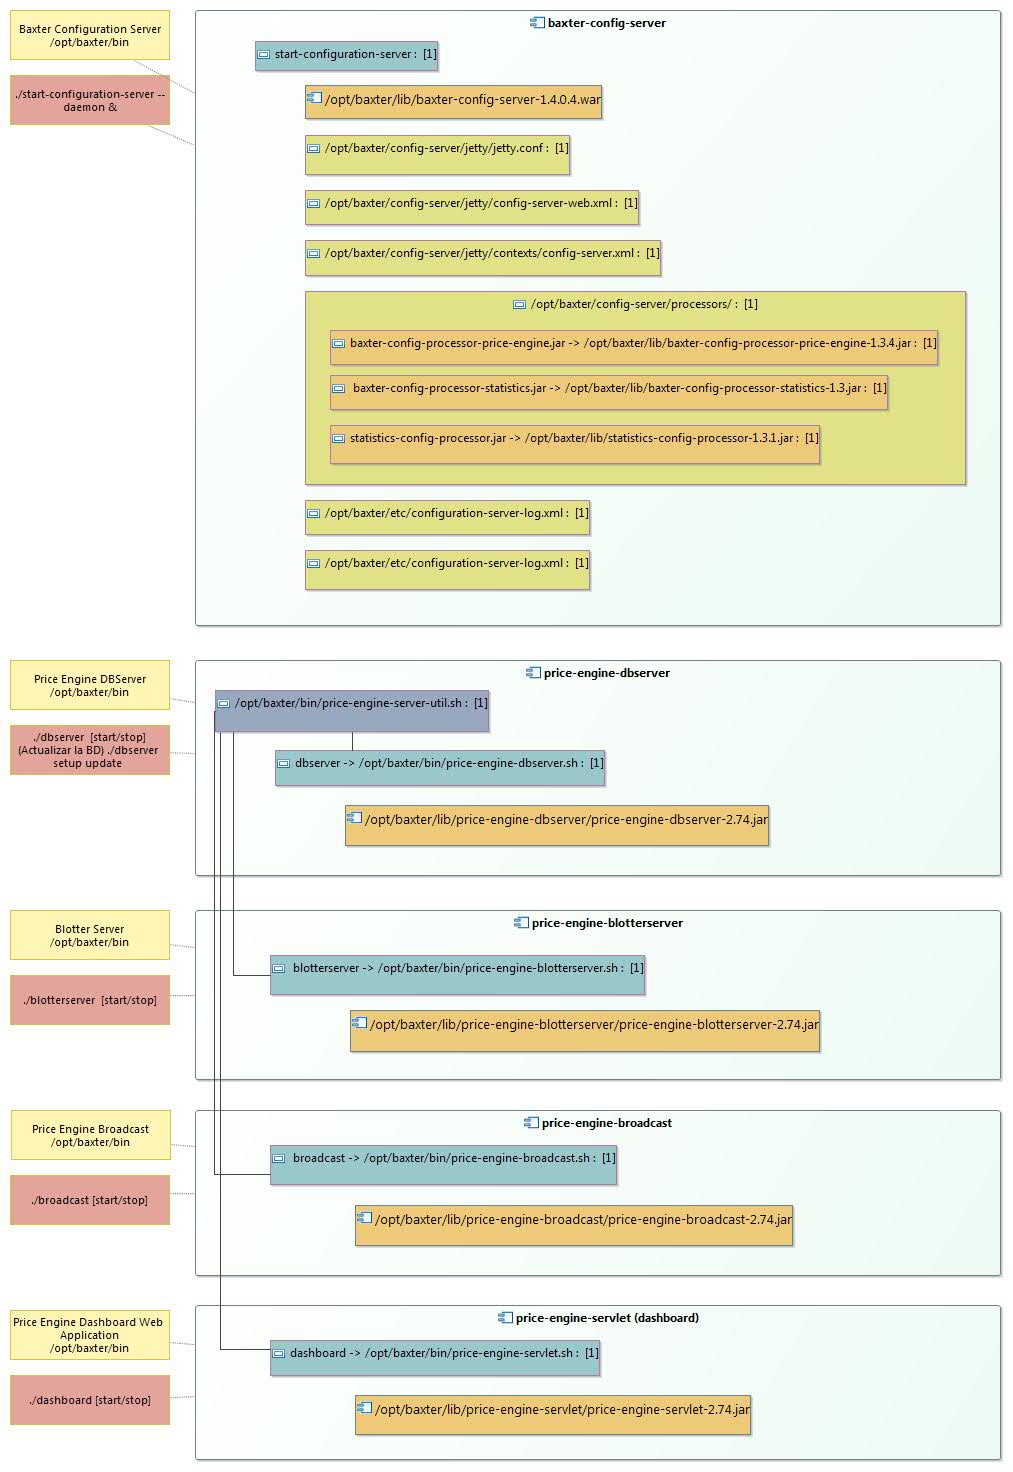 Baxter Configuration Server
/opt/baxter/bin
./start-configuration-server --
daemon &
baxter-config-server
start-configuration-server : [1]
/opt/baxter/lib/baxter-config-server-1.4.0.4.war
/opt/baxter/config-server/jetty/jetty.conf : [1]
/opt/baxter/config-server/jetty/config-server-web.xml : [1]
/opt/baxter/config-server/jetty/contexts/config-server.xml : [1]
/opt/baxter/config-server/processors/ : [1]
baxter-config-processor-price-engine.jar -> /opt/baxter/lib/baxter-config-processor-price-engine-1.3.4.jar : [1]
baxter-config-processor-statistics.jar -> /opt/baxter/lib/baxter-config-processor-statistics-1.3.jar : [1]
statistics-config-processor.jar -> /opt/baxter/lib/statistics-config-processor-1.3.1.jar : [1]
/opt/baxter/etc/configuration-server-log.xml : [1]
/opt/baxter/etc/configuration-server-log.xml : [1]
Price Engine DBServer
/opt/baxter/bin
./dbserver [start/stop]
(Actualizar la BD) ./dbserver
setup update
price-engine-dbserver
/opt/baxter/bin/price-engine-server-util.sh : [1]
dbserver -> /opt/baxter/bin/price-engine-dbserver.sh : [1]
/opt/baxter/lib/price-engine-dbserver/price-engine-dbserver-2.74.jar
Blotter Server
/opt/baxter/bin
./blotterserver [start/stop]
price-engine-blotterserver
blotterserver -> /opt/baxter/bin/price-engine-blotterserver.sh : [1]
/opt/baxter/lib/price-engine-blotterserver/price-engine-blotterserver-2.74.jar
Price Engine Broadcast
/opt/baxter/bin
./broadcast [start/stop]
price-engine-broadcast
broadcast -> /opt/baxter/bin/price-engine-broadcast.sh : [1]
/opt/baxter/lib/price-engine-broadcast/price-engine-broadcast-2.74.jar
Price Engine Dashboard Web
Application
/opt/baxter/bin
./dashboard [start/stop]
price-engine-servlet (dashboard)
dashboard -> /opt/baxter/bin/price-engine-servlet.sh : [1]
/opt/baxter/lib/price-engine-servlet/price-engine-servlet-2.74.jar